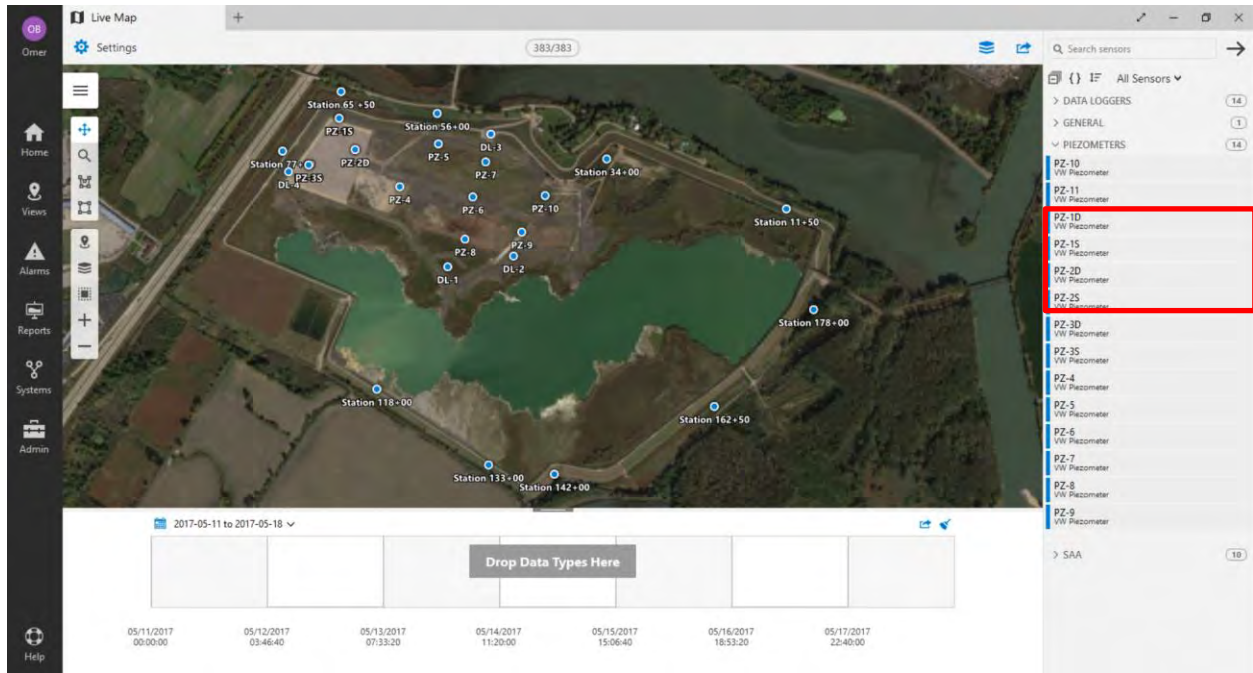 OB
Omer
Home
Views
Alarms
Reports
Systems
Admin
Help
Live Map
+
Settings
383/383
Station 65+50
PZ-1S
Station 56+00
DL-3
Station 77+
PZ-3S
DL-4
PZ-2D
PZ-5
PZ-7
Station 34+00
PZ-4
PZ-6
PZ-10
Station 11+50
PZ-8
PZ-9
DL-1
DL-2
Station 178+00
Station 118+00
Station 162+50
Station 133+00
Station 142+00
2017-05-11 to 2017-05-18
Drop Data Types Here
05/11/2017 05/12/2017 05/13/2017 05/14/2017 05/15/2017 05/16/2017 05/17/2017
00:00:00 03:46:40 07:33:20 11:20:00 15:06:40 18:53:20 22:40:00
Search sensors
{} All Sensors
DATA LOGGERS 14
GENERAL 1
PIEZOMETERS 14
PZ-10
VW Piezometer
PZ-11
VW Piezometer
PZ-1D
VW Piezometer
PZ-1S
VW Piezometer
PZ-2D
VW Piezometer
PZ-2S
VW Piezometer
PZ-3D
VW Piezometer
PZ-3S
VW Piezometer
PZ-4
VW Piezometer
PZ-5
VW Piezometer
PZ-6
VW Piezometer
PZ-7
VW Piezometer
PZ-8
VW Piezometer
PZ-9
VW Piezometer
SAA 10